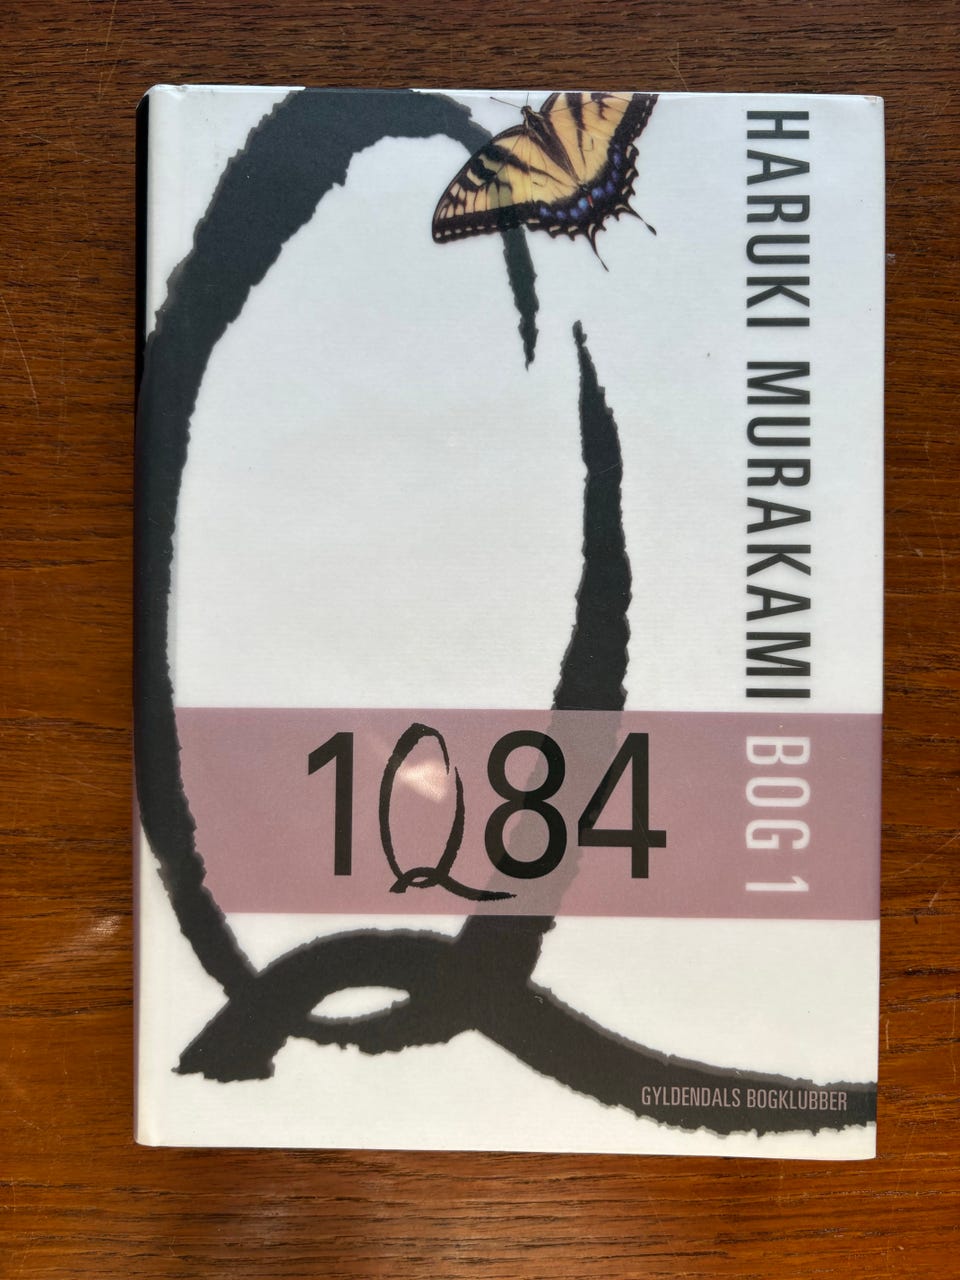 HARUKI MURAKAMI BOG 1
1Q84
GYLDENDALS BOGKLUBBER